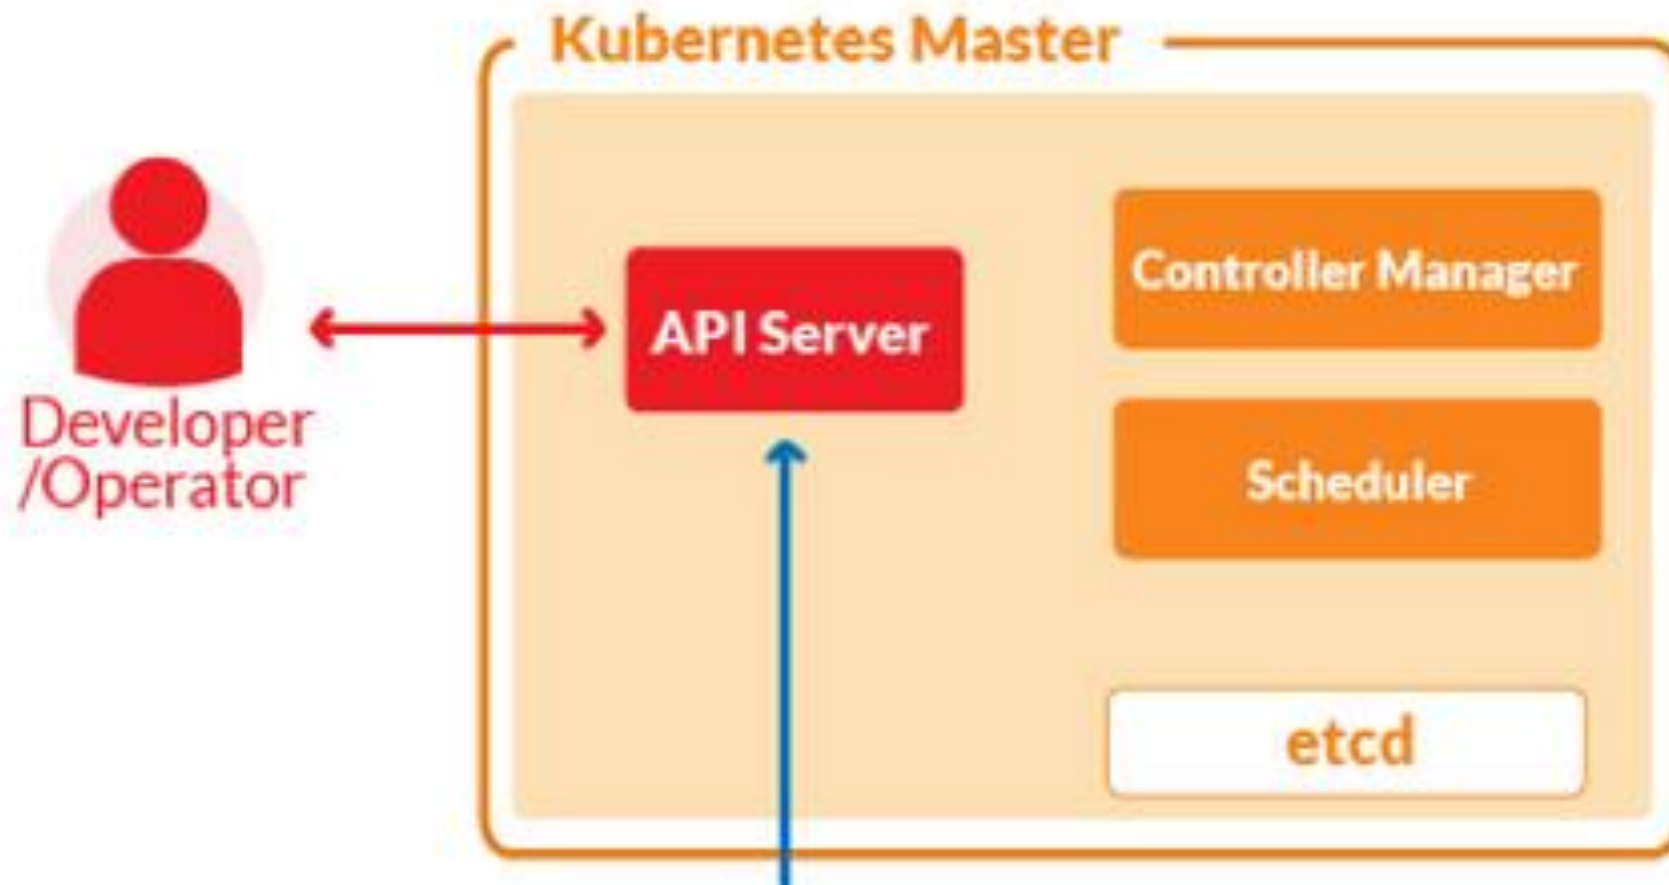 Kubernetes Master
Controller Manager
API Server
Developer
/Operator
Scheduler
etcd